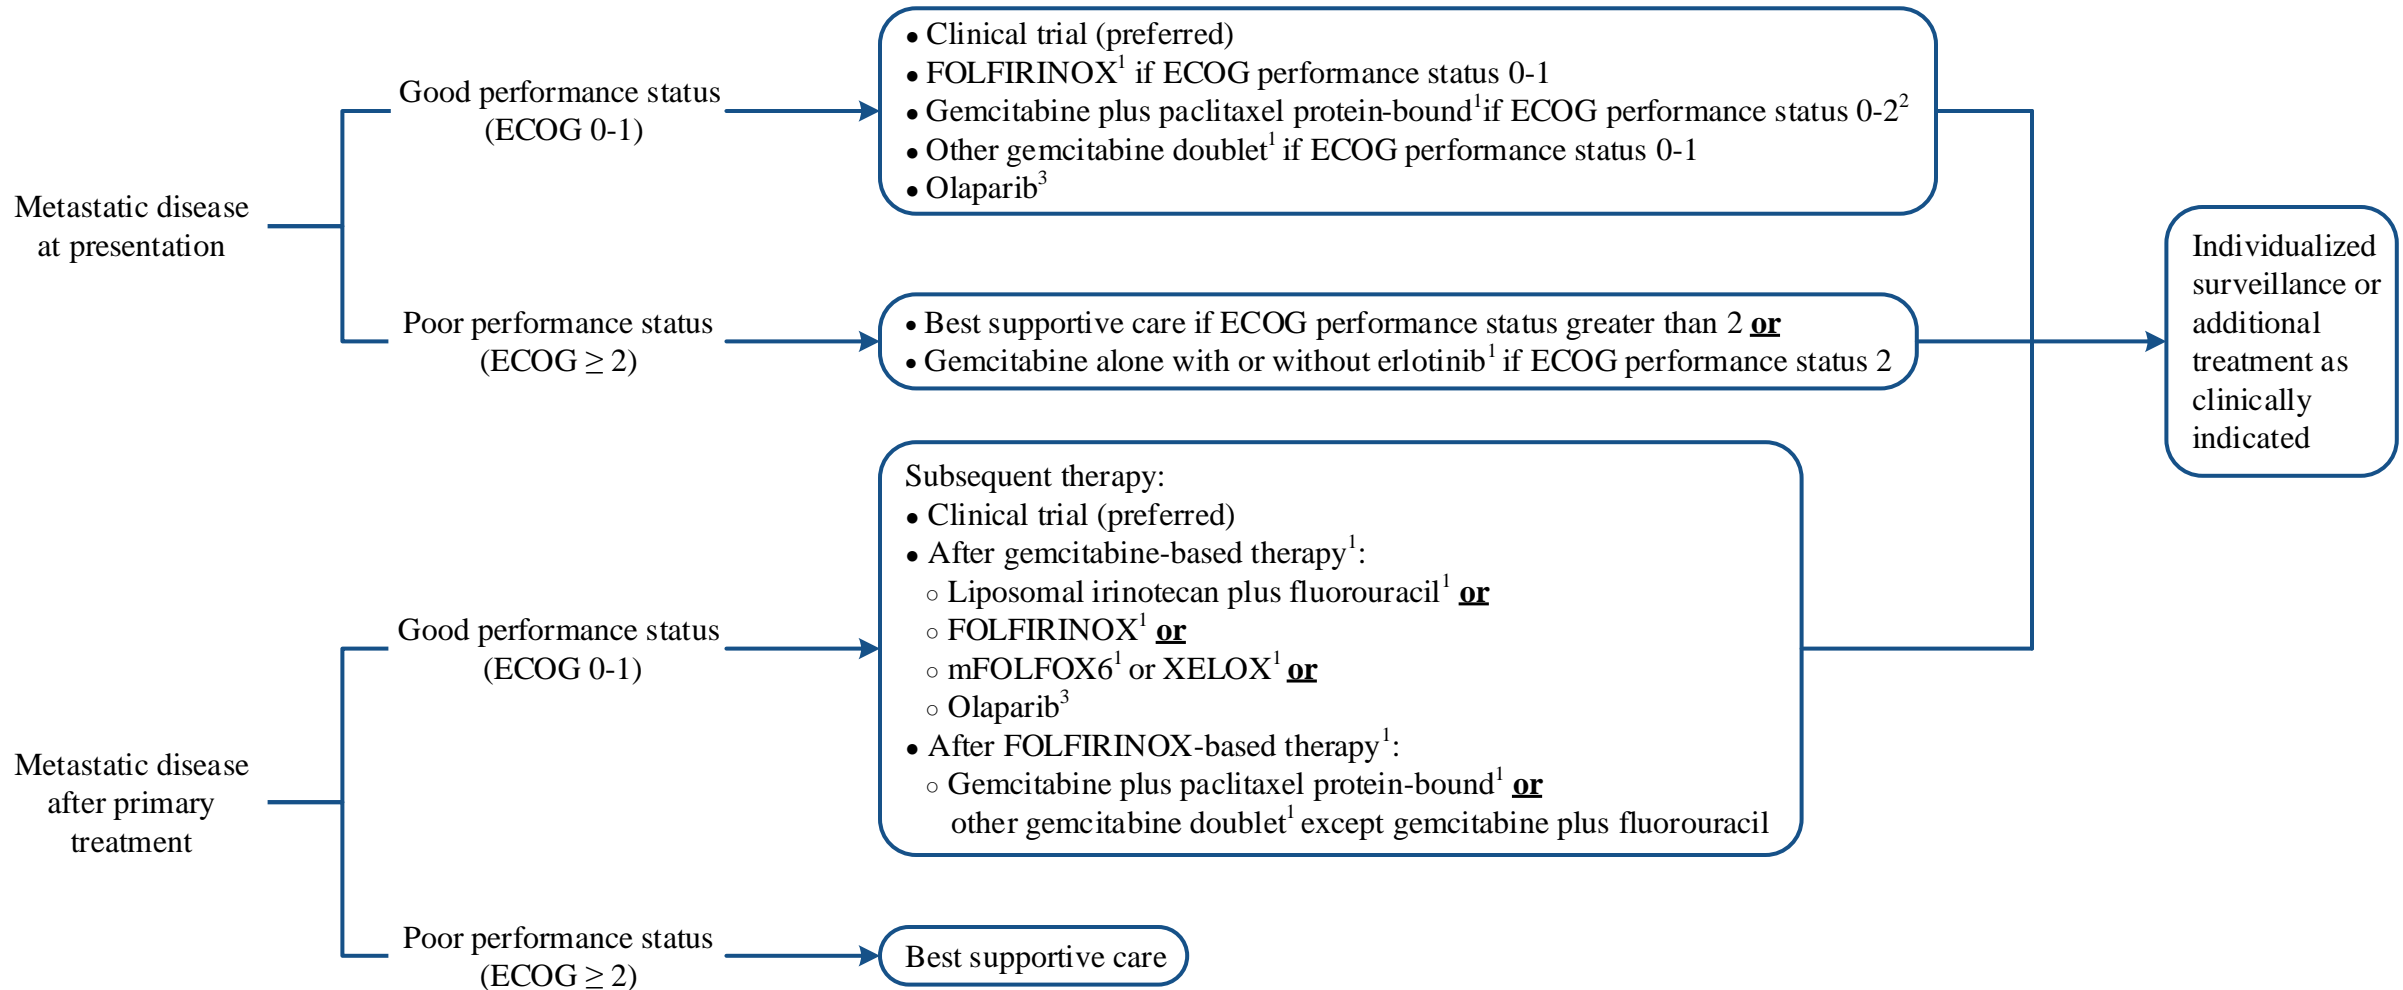 Metastatic disease
at presentation
Good performance status
(ECOG 0-1)
• Clinical trial (preferred)
• FOLFIRINOX¹ if ECOG performance status 0-1
• Gemcitabine plus paclitaxel protein-bound¹if ECOG performance status 0-2²
• Other gemcitabine doublet¹ if ECOG performance status 0-1
• Olaparib³
Poor performance status
(ECOG ≥ 2)
• Best supportive care if ECOG performance status greater than 2 or
• Gemcitabine alone with or without erlotinib¹ if ECOG performance status 2
Individualized
surveillance or
additional
treatment as
clinically
indicated
Metastatic disease
after primary
treatment
Good performance status
(ECOG 0-1)
Subsequent therapy:
• Clinical trial (preferred)
• After gemcitabine-based therapy¹:
○ Liposomal irinotecan plus fluorouracil¹ or
○ FOLFIRINOX¹ or
○ mFOLFOX6¹ or XELOX¹ or
○ Olaparib³
• After FOLFIRINOX-based therapy¹:
○ Gemcitabine plus paclitaxel protein-bound¹ or
other gemcitabine doublet¹ except gemcitabine plus fluorouracil
Poor performance status
(ECOG ≥ 2)
Best supportive care